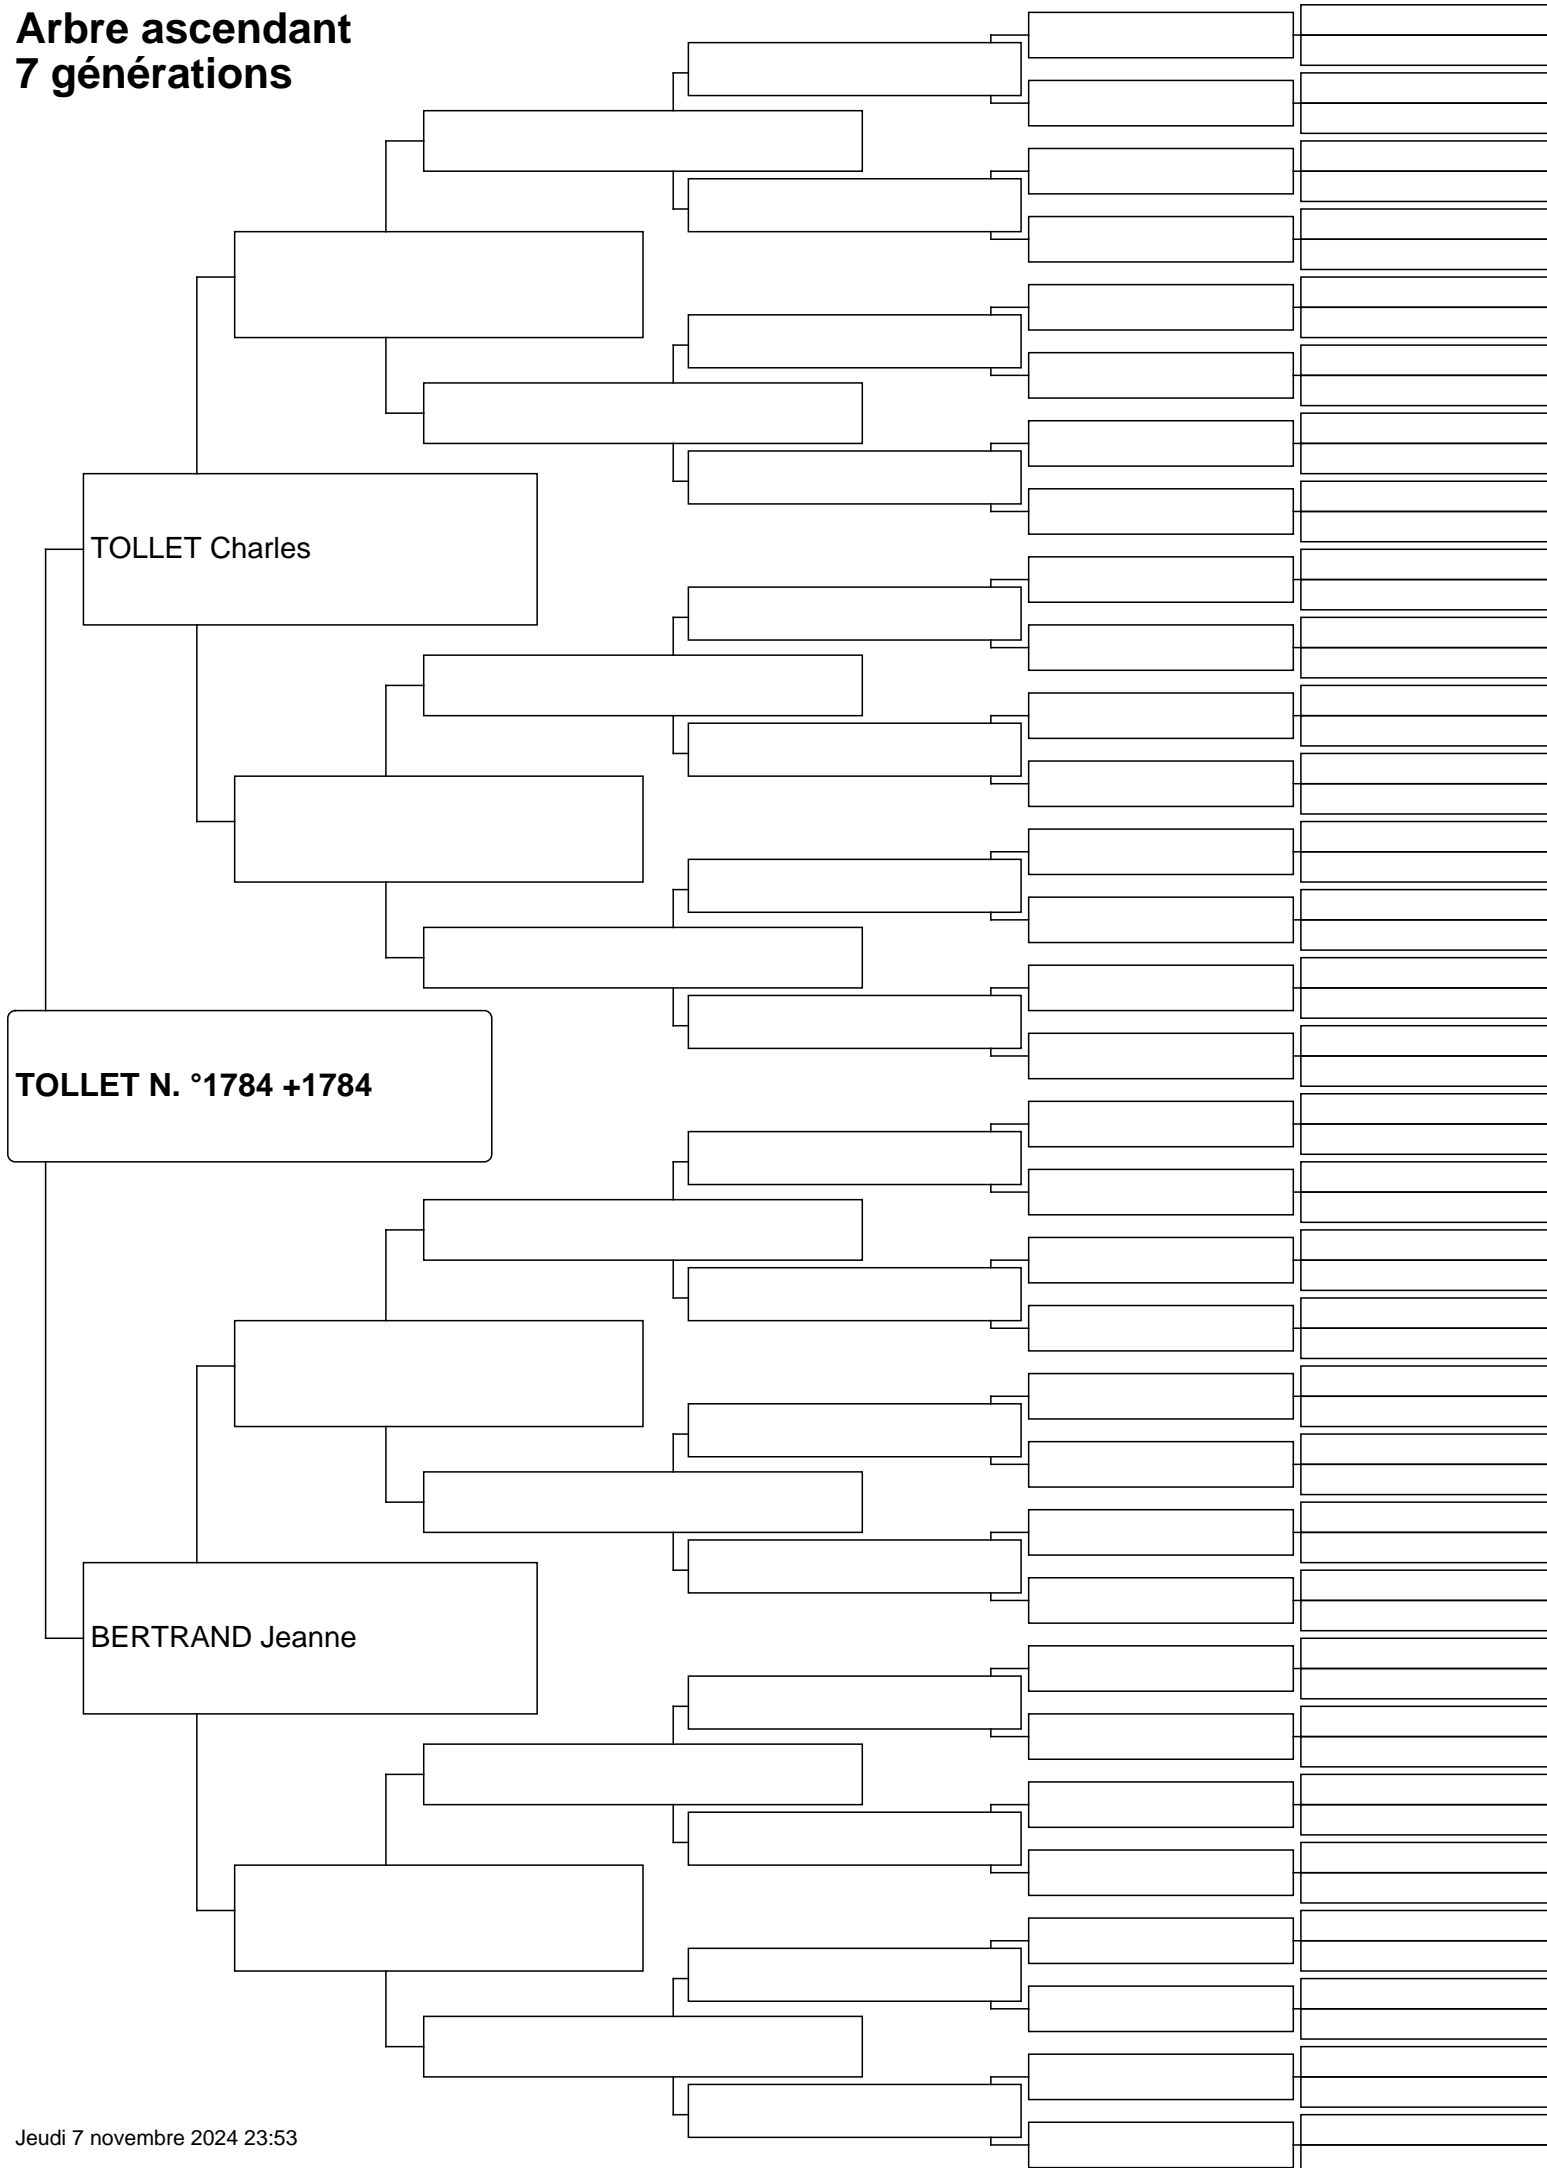 Arbre ascendant
7 générations
TOLLET Charles
TOLLET N. °1784 +1784
BERTRAND Jeanne
Jeudi 7 novembre 2024 23:53